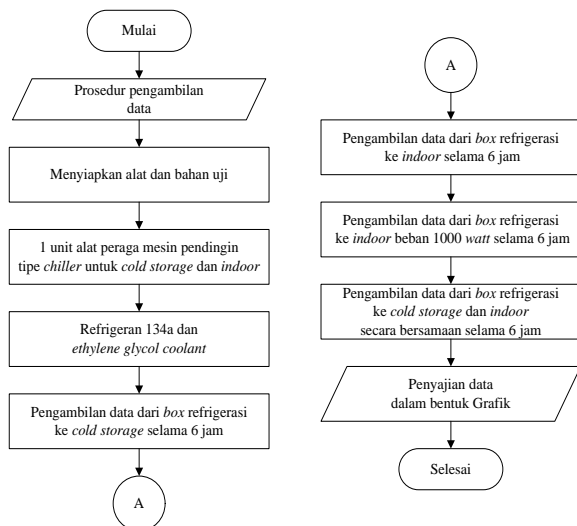 Mulai
Prosedur pengambilan
data
Menyiapkan alat dan bahan uji
1 unit alat peraga mesin pendingin
tipe chiller untuk cold storage dan indoor
Refrigeran 134a dan
ethylene glycol coolant
Pengambilan data dari box refrigerasi
ke cold storage selama 6 jam
A
A
Pengambilan data dari box refrigerasi
ke indoor selama 6 jam
Pengambilan data dari box refrigerasi
ke indoor beban 1000 watt selama 6 jam
Pengambilan data dari box refrigerasi
ke cold storage dan indoor
secara bersamaan selama 6 jam
Penyajian data
dalam bentuk Grafik
Selesai